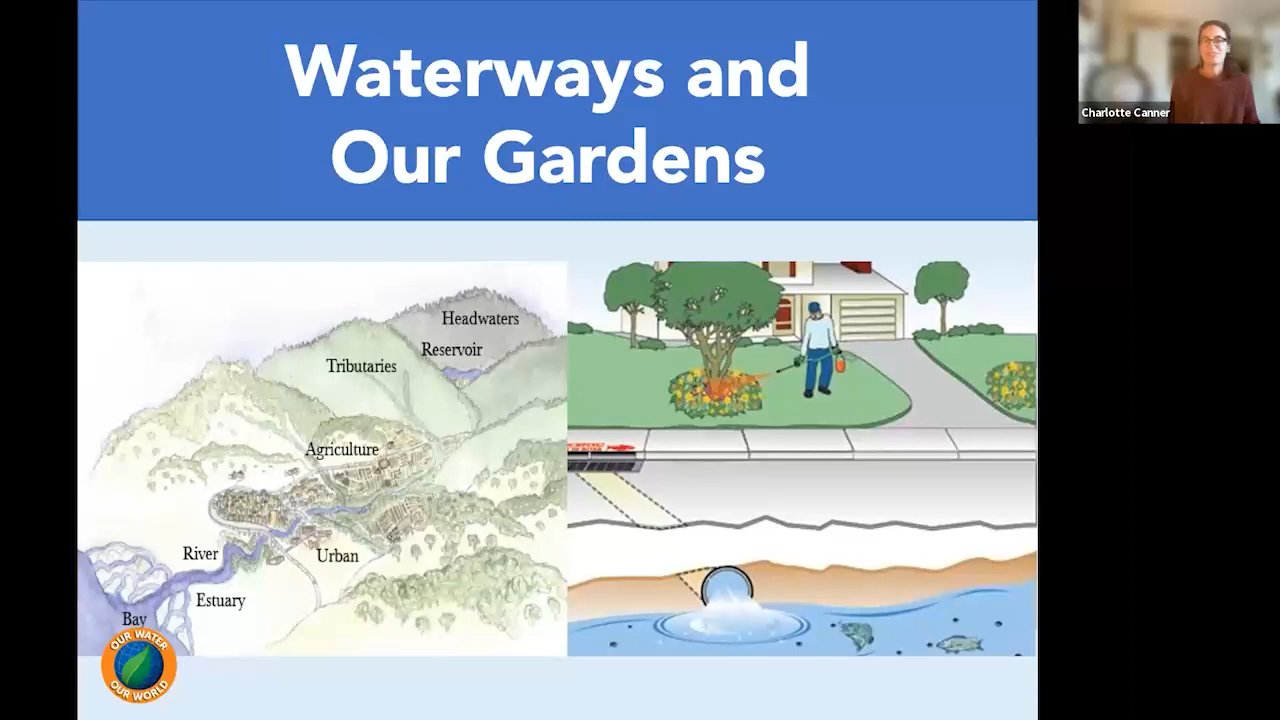 Waterways and
Our Gardens
Charlotte Canner
Headwaters
Reservoir
Tributaries
Agriculture
River
Urban
Estuary
Bay
OUR WATER
OUR WORLD